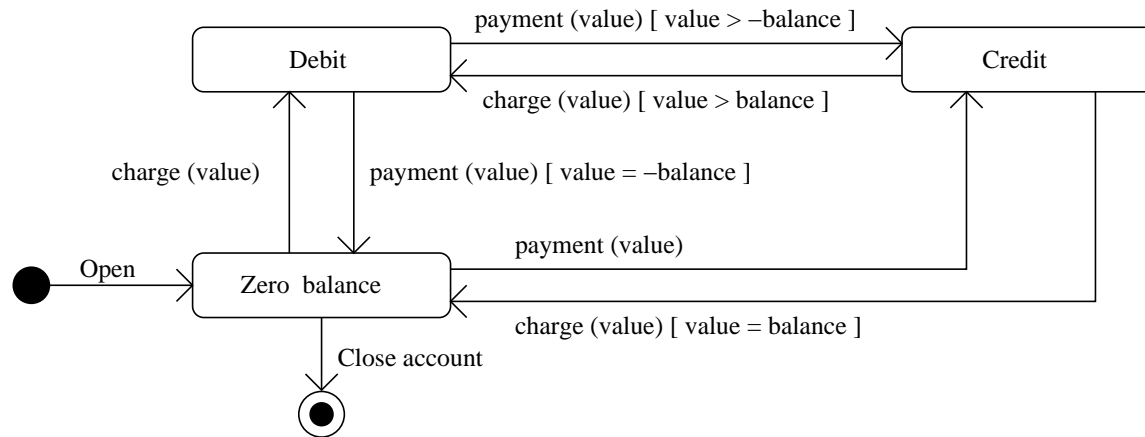 payment (value) [ value > −balance ]
Debit
Credit
charge (value) [ value > balance ]
charge (value)
payment (value) [ value = −balance ]
payment (value)
Open
Zero balance
charge (value) [ value = balance ]
Close account